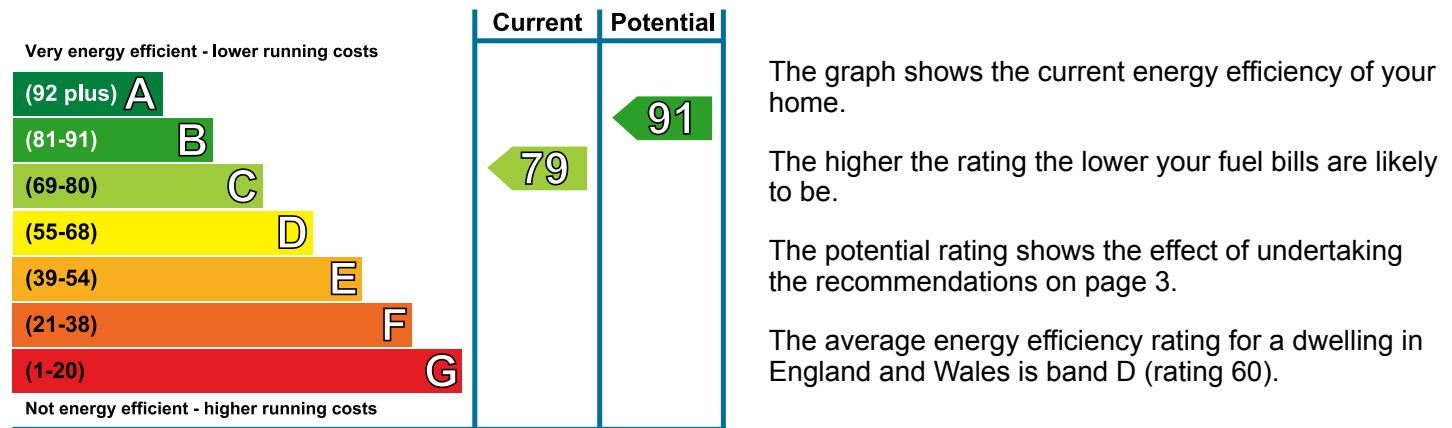 Current Potential
Very energy efficient - lower running costs
(92 plus) A
(81-91) B
(69-80) C
(55-68) D
(39-54) E
(21-38) F
(1-20) G
Not energy efficient - higher running costs
79
91
The graph shows the current energy efficiency of your
home.
The higher the rating the lower your fuel bills are likely
to be.
The potential rating shows the effect of undertaking
the recommendations on page 3.
The average energy efficiency rating for a dwelling in
England and Wales is band D (rating 60).